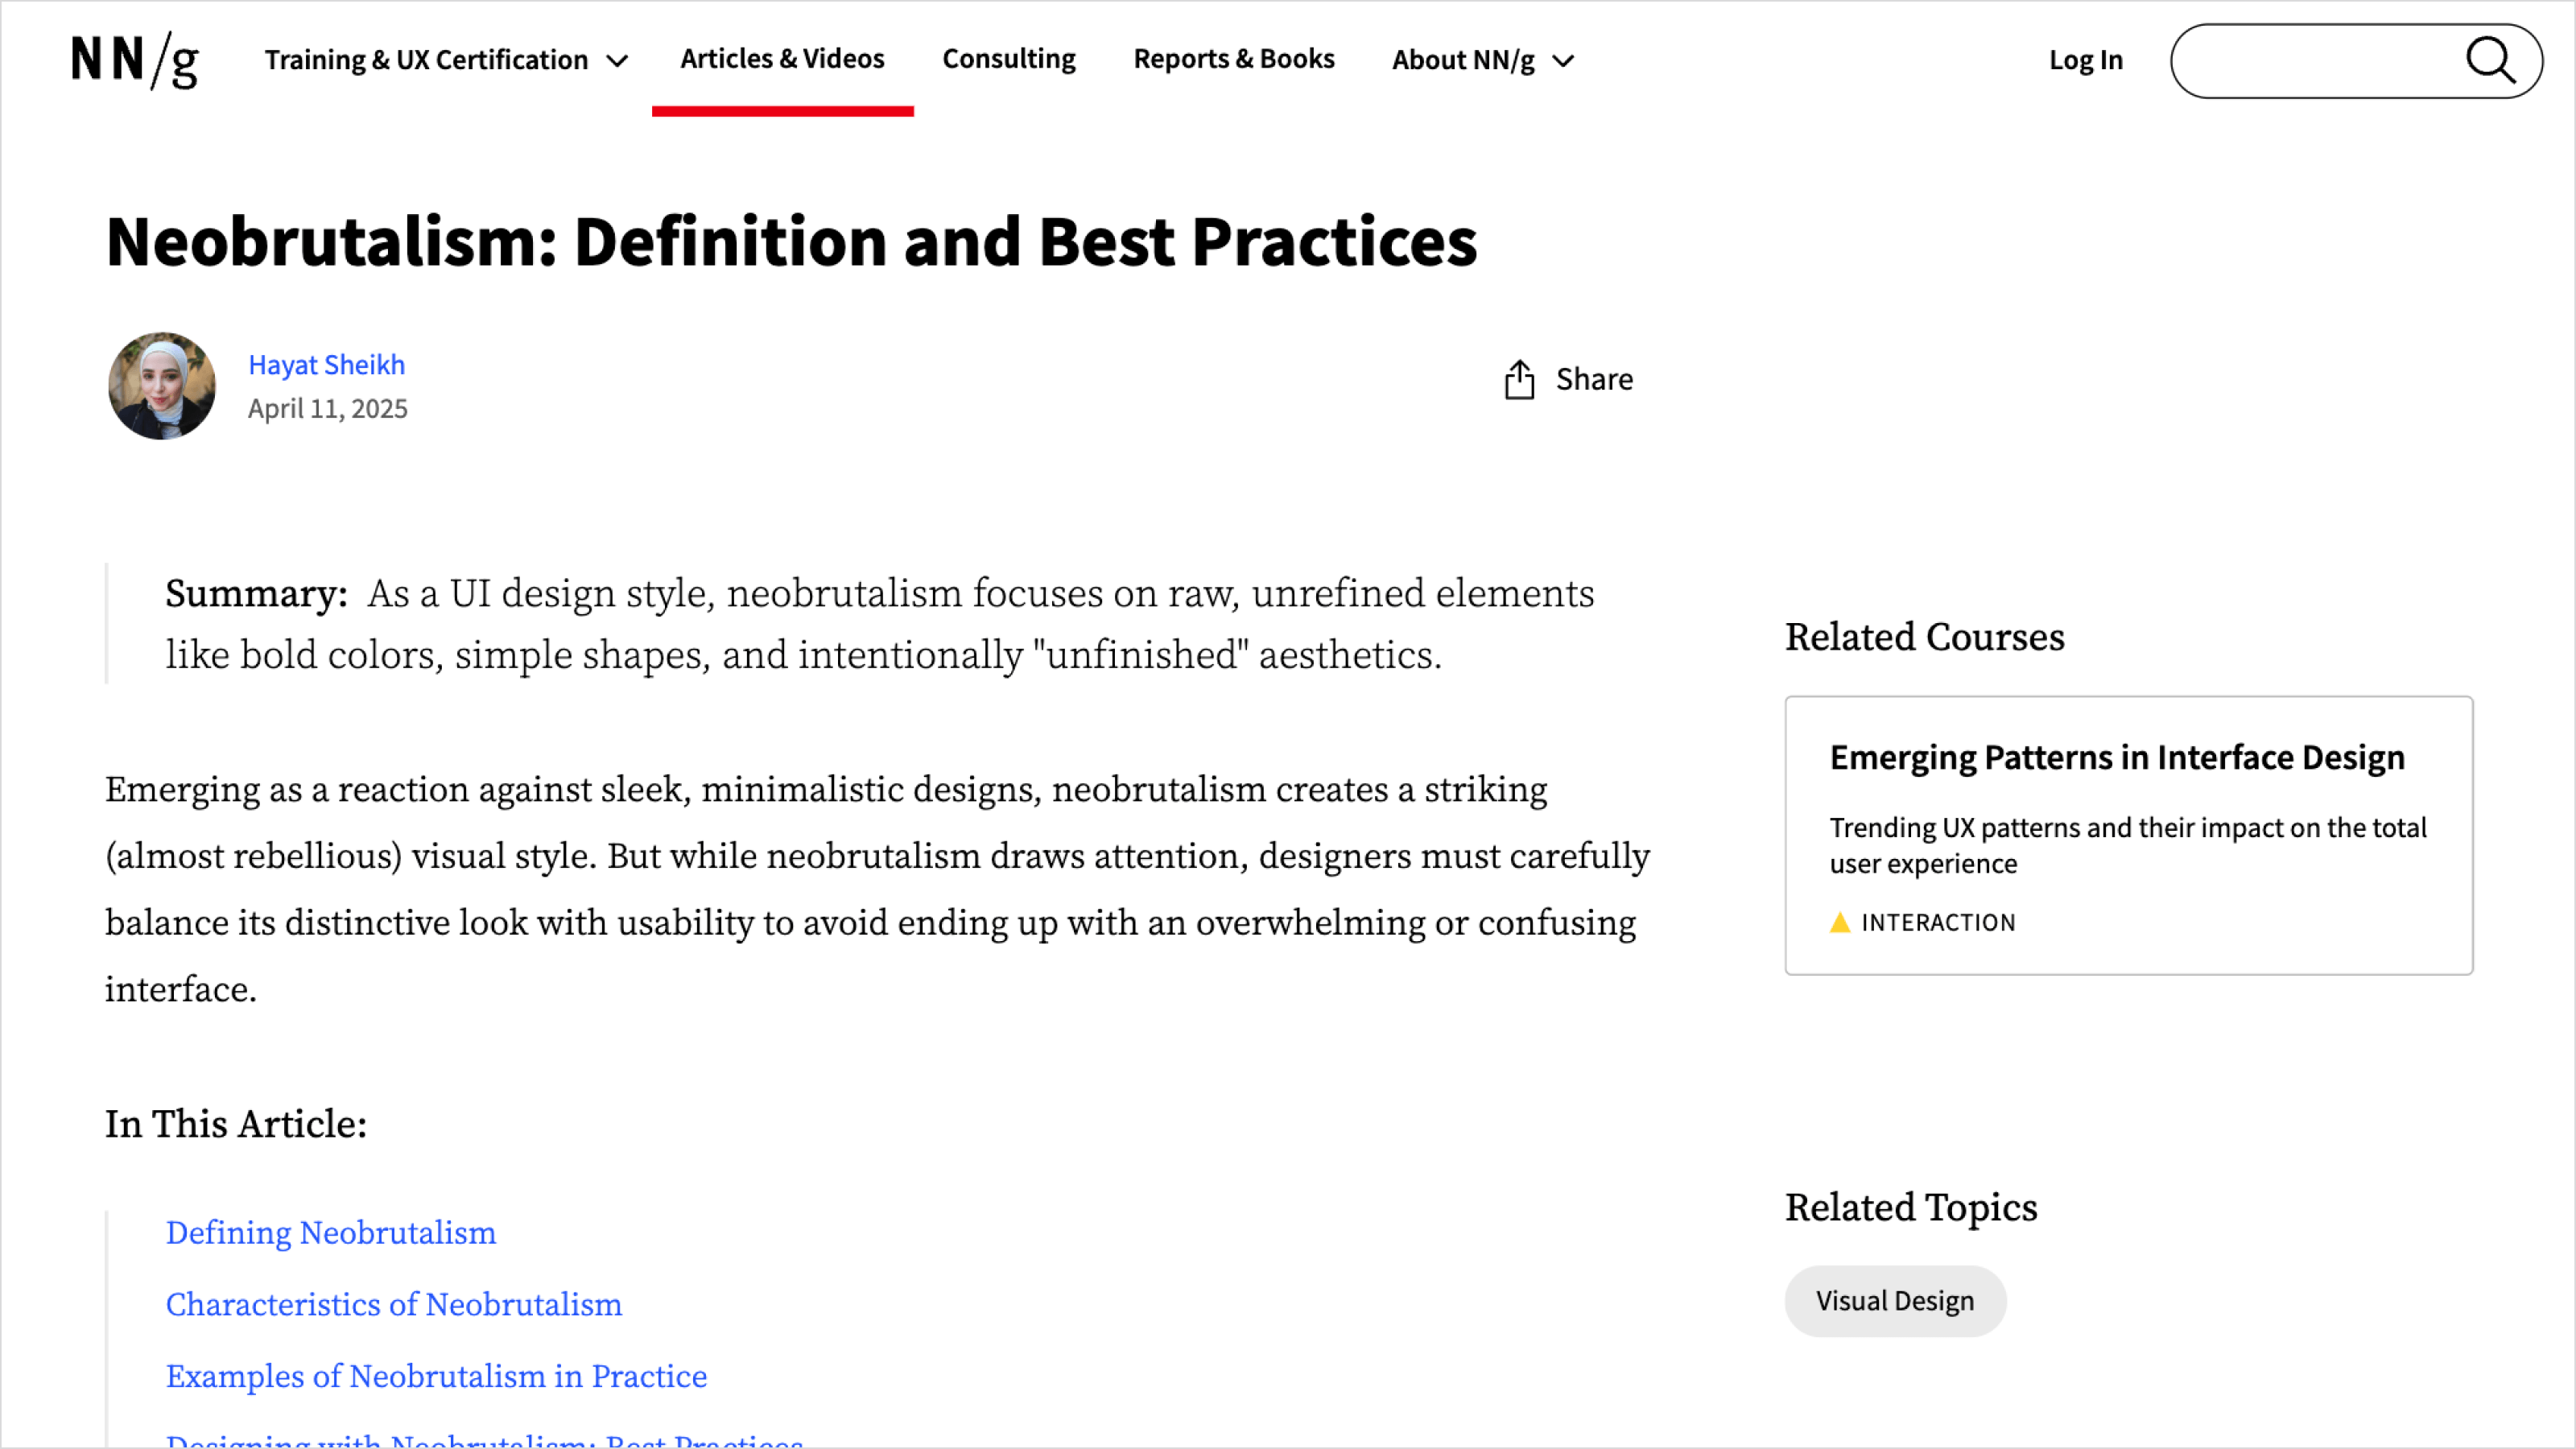 NN/g
Training & UX Certification
Articles & Videos
Consulting
Reports & Books
About NN/g
Log In
Neobrutalism: Definition and Best Practices
Hayat Sheikh
April 11, 2025
Share
Summary: As a UI design style, neobrutalism focuses on raw, unrefined elements
like bold colors, simple shapes, and intentionally "unfinished" aesthetics.
Emerging as a reaction against sleek, minimalistic designs, neobrutalism creates a striking
(almost rebellious) visual style. But while neobrutalism draws attention, designers must carefully
balance its distinctive look with usability to avoid ending up with an overwhelming or confusing
interface.
In This Article:
Defining Neobrutalism
Characteristics of Neobrutalism
Examples of Neobrutalism in Practice
Designing with Neobrutalism: Best Practices
Related Courses
Emerging Patterns in Interface Design
Trending UX patterns and their impact on the total
user experience
INTERACTION
Related Topics
Visual Design